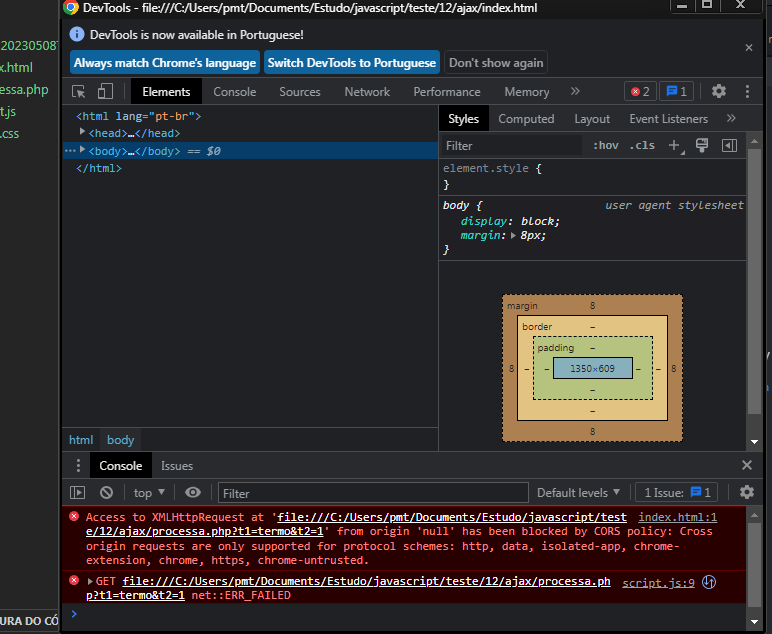 DevTools - file:///C:/Users/pmt/Documents/Estudo/javascript/teste/12/ajax/index.html
DevTools is now available in Portuguese!
Always match Chrome's language Switch DevTools to Portuguese Don't show again
Elements Console Sources Network Performance Memory » 2 1
20230508
x.html
essa.php
t.js
.css
<html lang="pt-br">
<head>…</head>
<body>…</body> == $0
</html>
html body
Styles Computed Layout Event Listeners »
Filter :hov .cls +
element.style {
}
body { user agent stylesheet
display: block;
margin: 8px;
}
margin 8
border –
padding –
8 – – 1350×609 – – 8
–
–
8
Console Issues
top Filter Default levels 1 Issue: 1
Access to XMLHttpRequest at 'file:///C:/Users/pmt/Documents/Estudo/javascript/test index.html:1
e/12/ajax/processa.php?t1=termo&t2=1' from origin 'null' has been blocked by CORS policy: Cross
origin requests are only supported for protocol schemes: http, data, isolated-app, chrome-
extension, chrome, https, chrome-untrusted.
GET file:///C:/Users/pmt/Documents/Estudo/javascript/teste/12/ajax/processa.ph script.js:9
p?t1=termo&t2=1 net::ERR_FAILED
URA DO CÓ